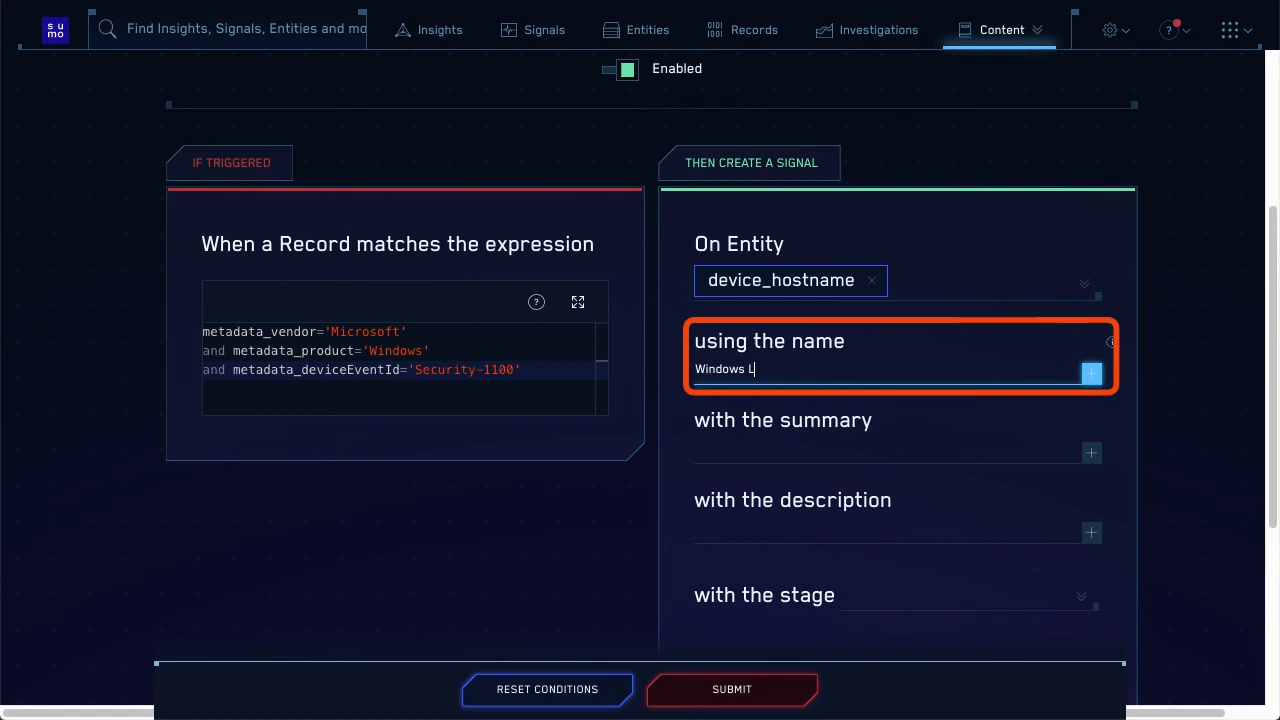 su
mo
Find Insights, Signals, Entities and mo
Insights
Signals
Entities
Records
Investigations
Content
?
Enabled
IF TRIGGERED
THEN CREATE A SIGNAL
When a Record matches the expression
?
metadata_vendor='Microsoft'
and metadata_product='Windows'
and metadata_deviceEventId='Security-1100'
On Entity
device_hostname ×
using the name
Windows L
with the summary
with the description
with the stage
RESET CONDITIONS
SUBMIT